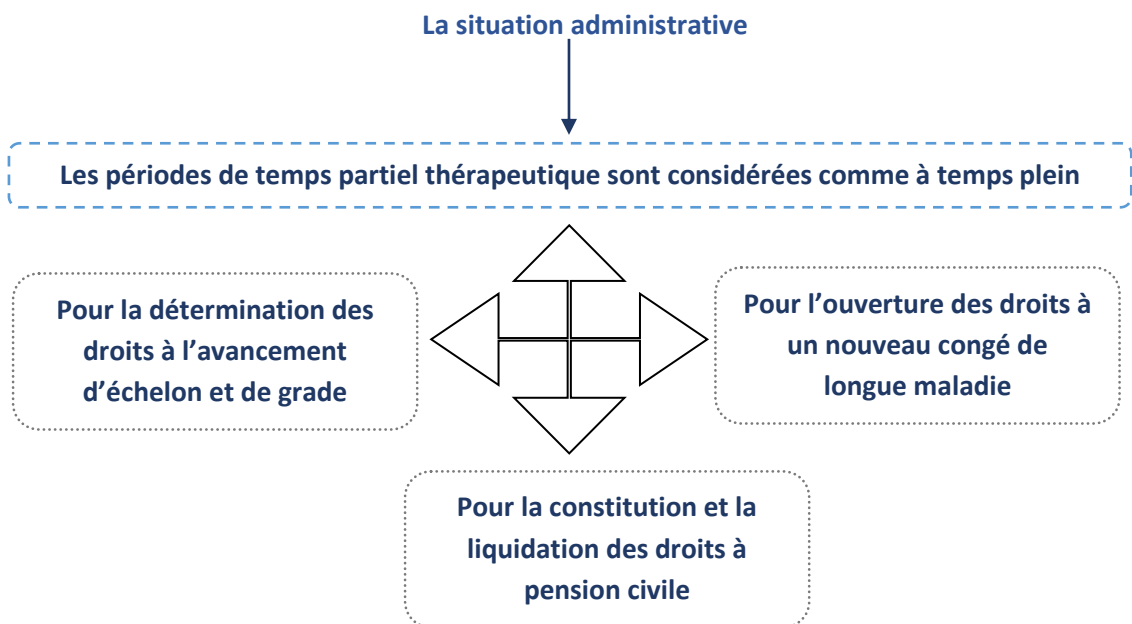 La situation administrative
Les périodes de temps partiel thérapeutique sont considérées comme à temps plein
Pour la détermination des
droits à l’avancement
d’échelon et de grade
Pour l’ouverture des droits à
un nouveau congé de
longue maladie
Pour la constitution et la
liquidation des droits à
pension civile